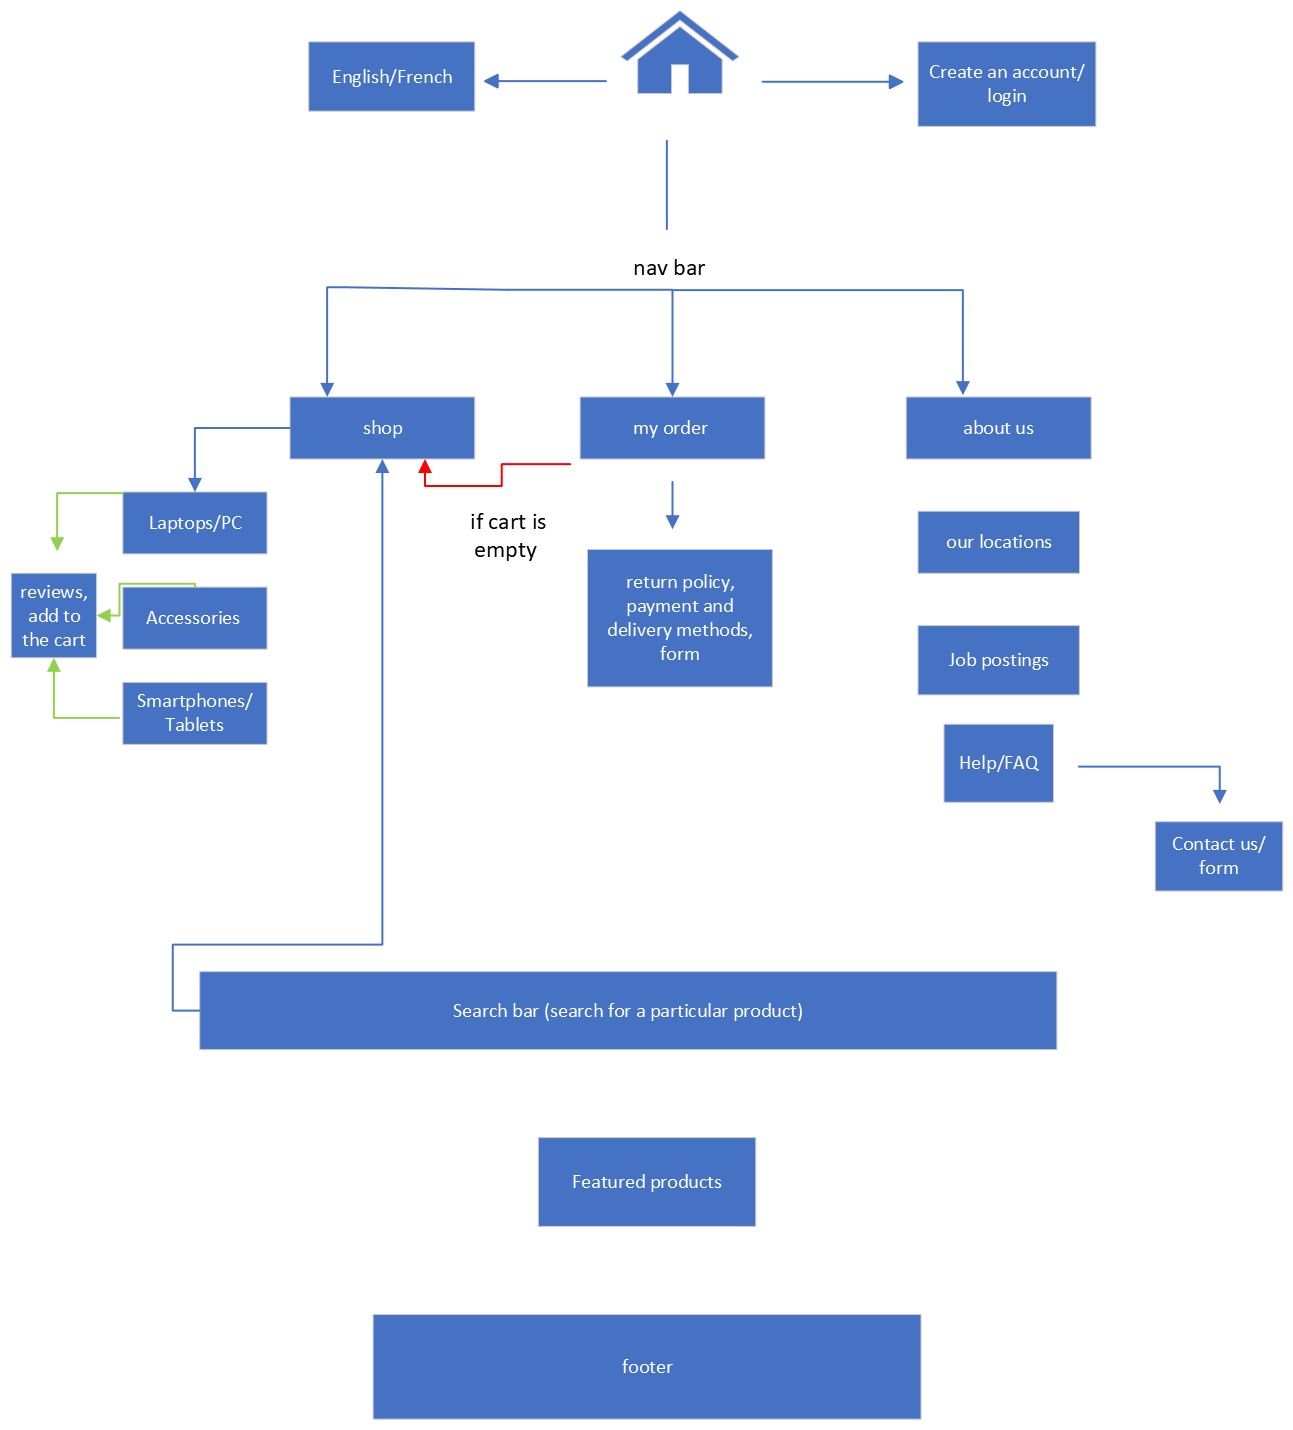 English/French
Create an account/
login
nav bar
shop
my order
about us
if cart is
empty
Laptops/PC
reviews,
add to
the cart
Accessories
Smartphones/
Tablets
return policy,
payment and
delivery methods,
form
our locations
Job postings
Help/FAQ
Contact us/
form
Search bar (search for a particular product)
Featured products
footer